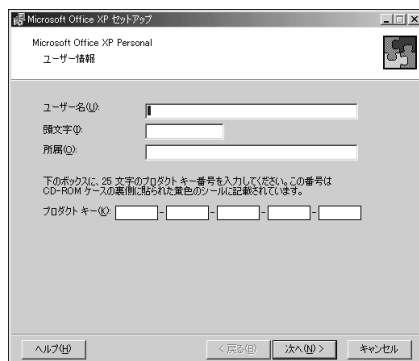 Microsoft Office XP セットアップ
Microsoft Office XP Personal
ユーザー情報
ユーザー名(U):
頭文字(I):
所属(O):
下のボックスに、25 文字のプロダクト キー番号を入力してください。この番号は
CD-ROM ケースの裏側に貼られた黄色のシールに記載されています。
プロダクト キー(K): - - - -
ヘルプ(H) < 戻る(B) 次へ(N) > キャンセル